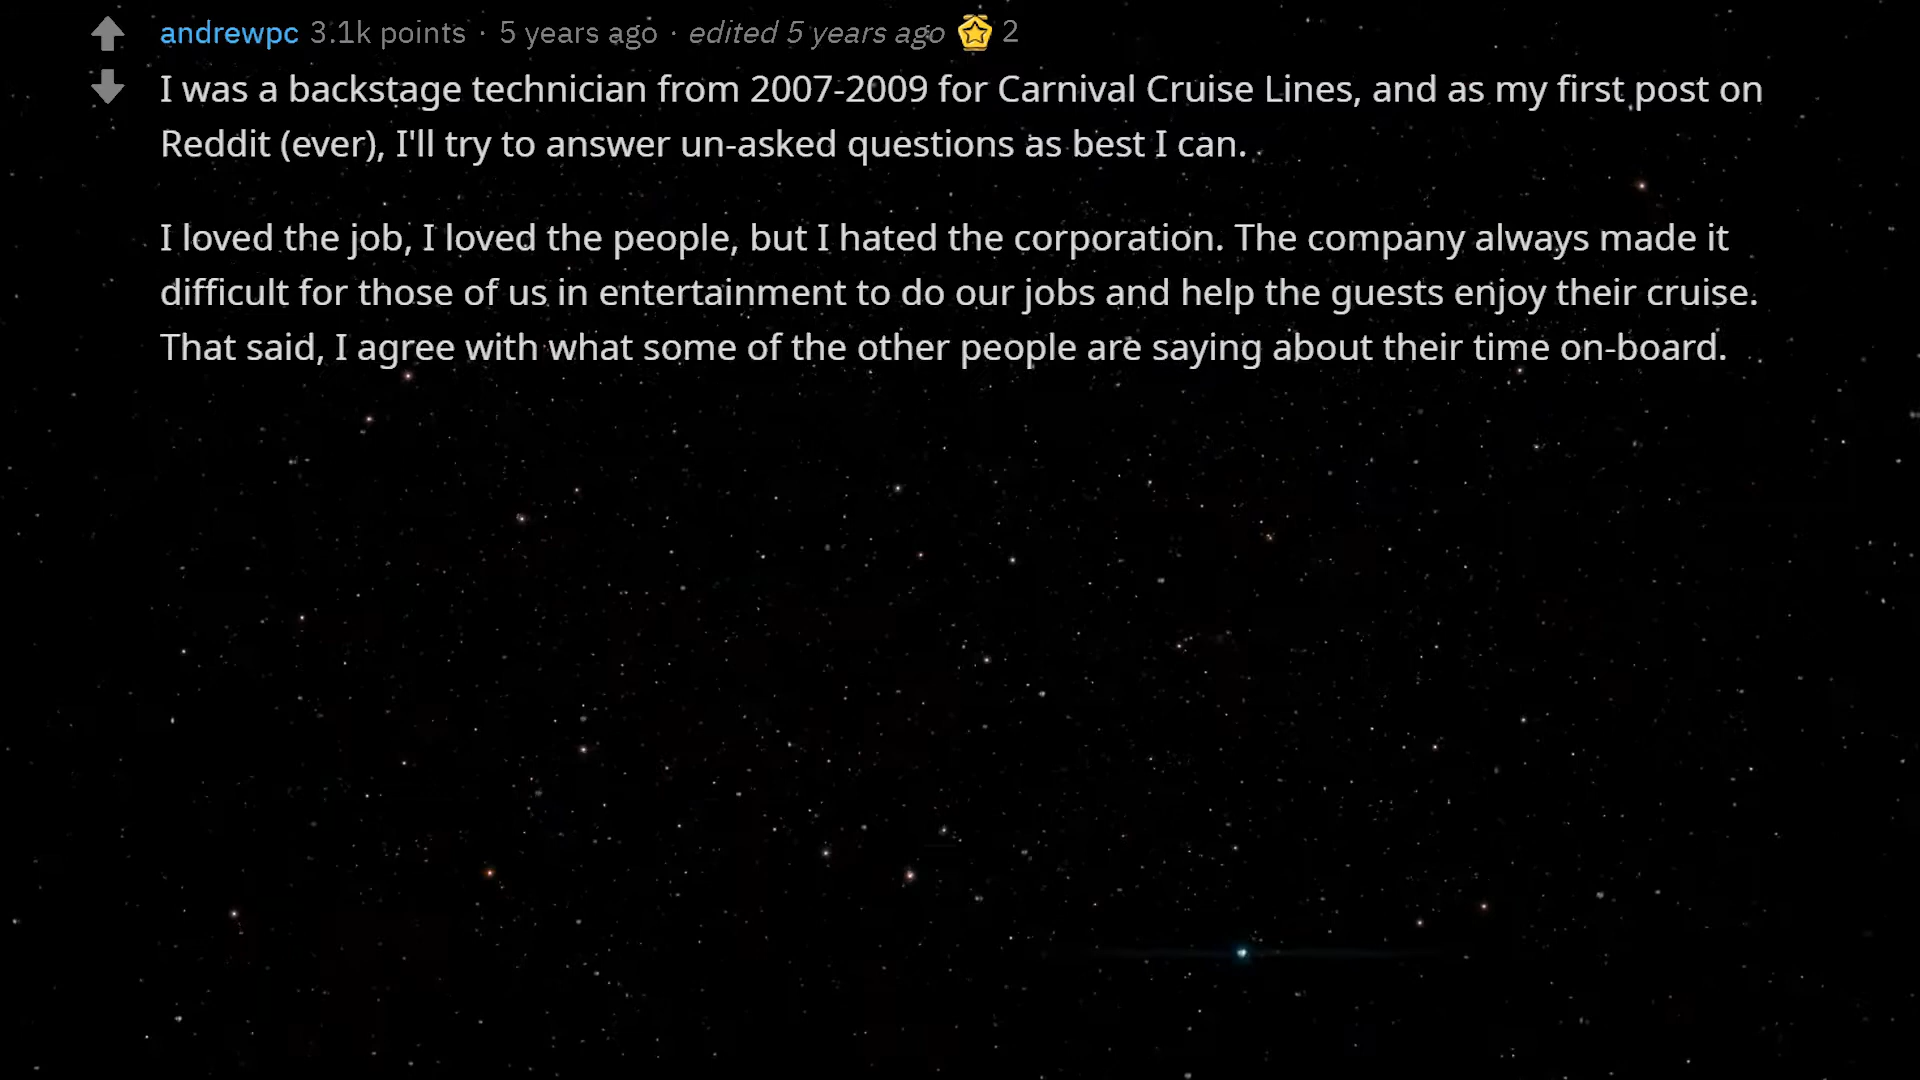 andrewpc 3.1k points · 5 years ago · edited 5 years ago 2
I was a backstage technician from 2007-2009 for Carnival Cruise Lines, and as my first post on
Reddit (ever), I'll try to answer un-asked questions as best I can.
I loved the job, I loved the people, but I hated the corporation. The company always made it
difficult for those of us in entertainment to do our jobs and help the guests enjoy their cruise.
That said, I agree with what some of the other people are saying about their time on-board.